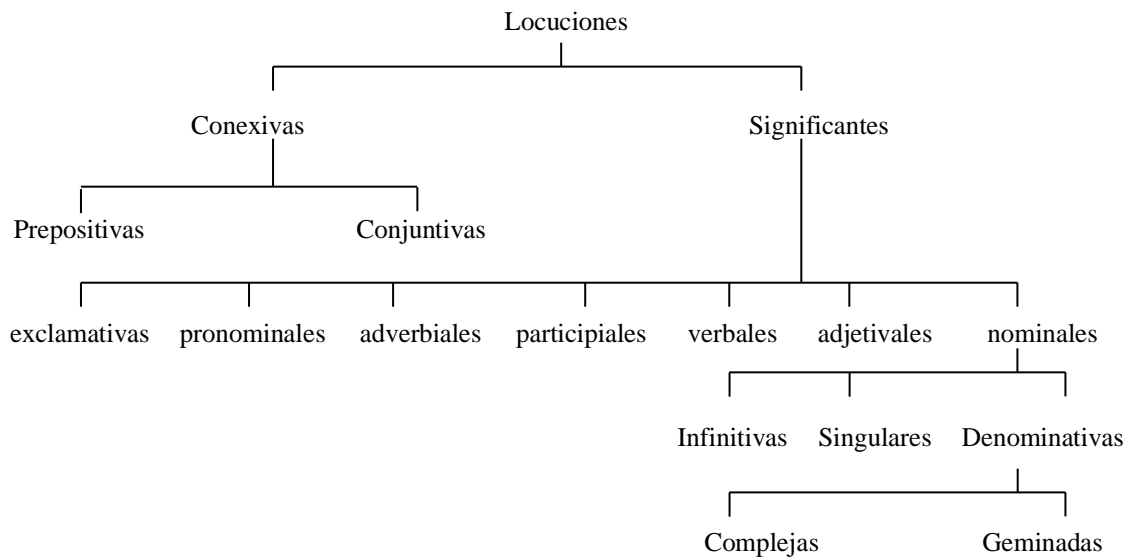 Locuciones
Conexivas Significantes
Prepositivas Conjuntivas
exclamativas pronominales adverbiales participiales verbales adjetivales nominales
Infinitivas Singulares Denominativas
Complejas Geminadas